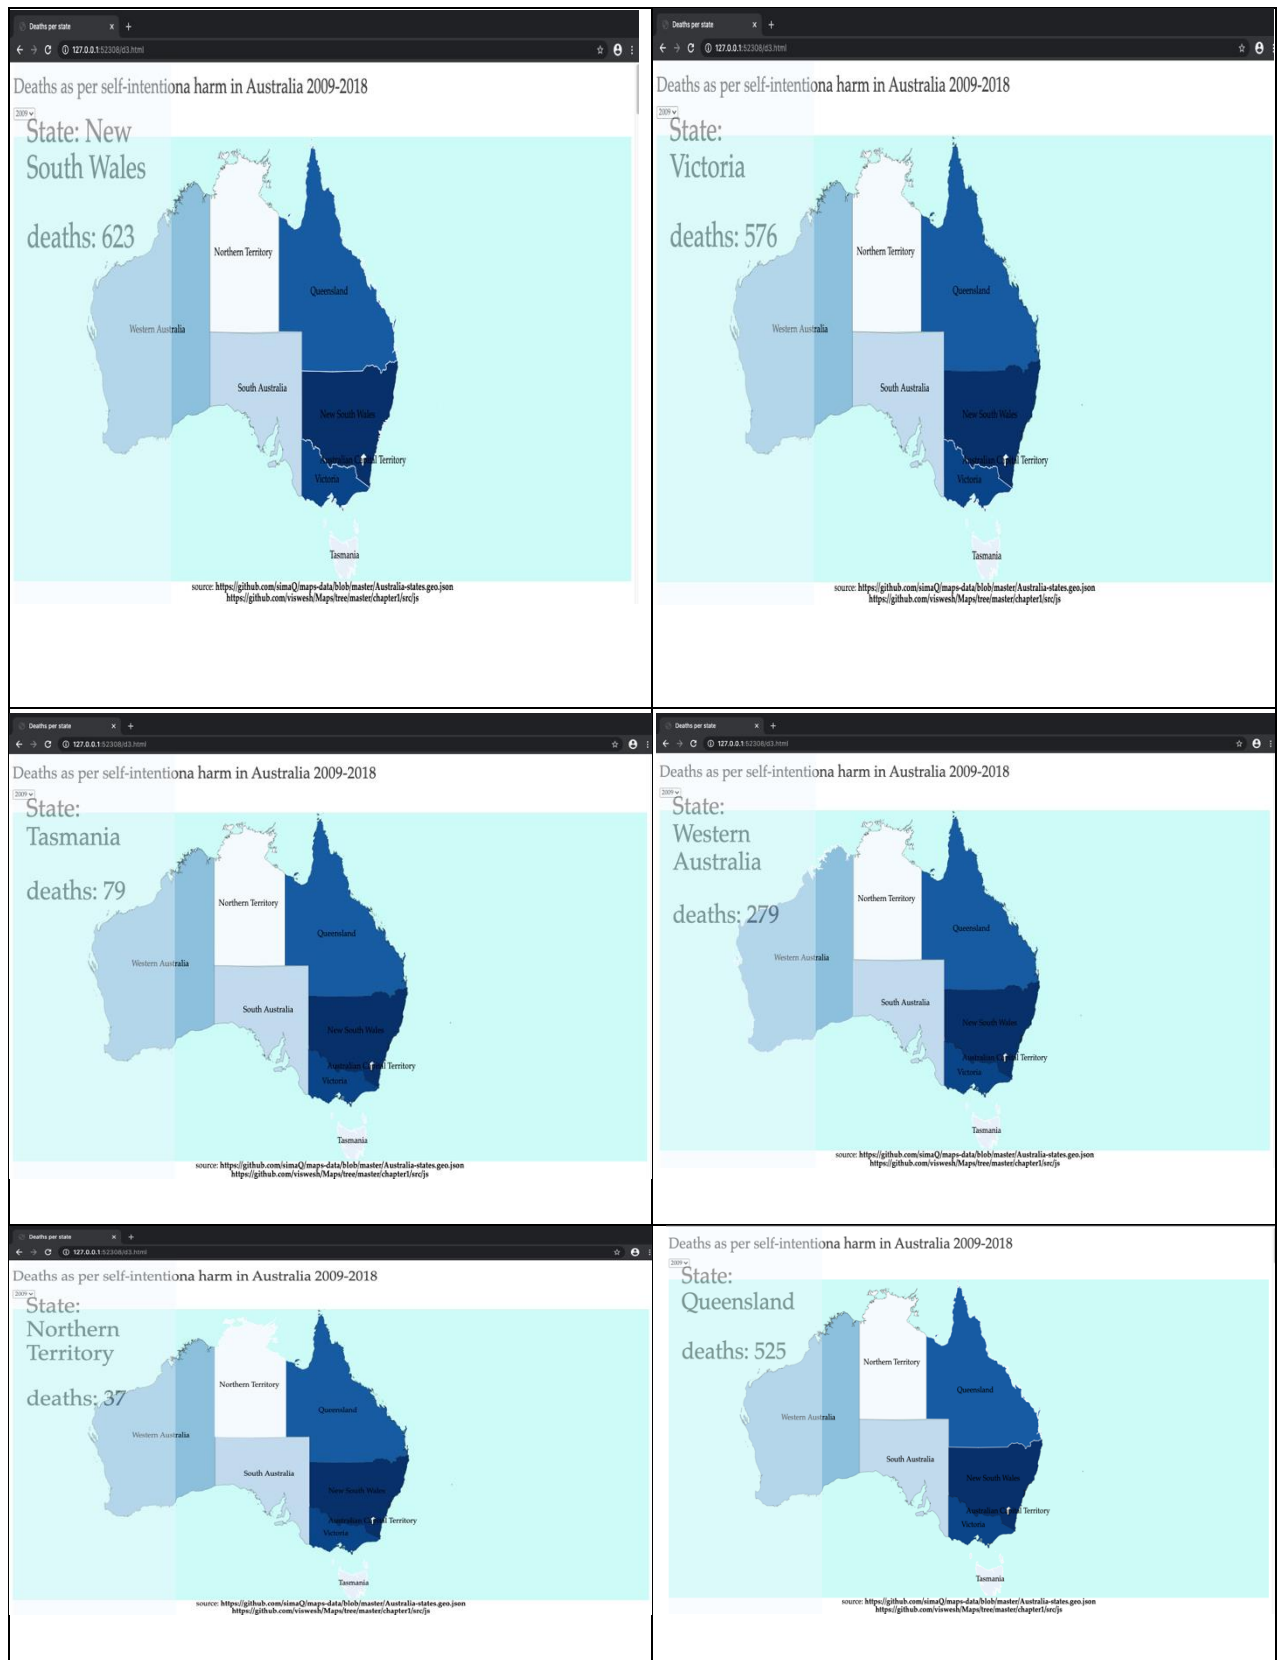 Deaths per state
127.0.0.1:52308/d3.html
Deaths as per self-intentiona harm in Australia 2009-2018
2009
State: New
South Wales
deaths: 623
Northern Territory
Queensland
Western Australia
South Australia
New South Wales
Australian Capital Territory
Victoria
Tasmania
source: https://github.com/simaQ/maps-data/blob/master/Australia-states.geo.json
https://github.com/viswesh/Maps/tree/master/chapter1/src/js
Deaths per state
127.0.0.1:52308/d3.html
Deaths as per self-intentiona harm in Australia 2009-2018
2009
State:
Victoria
deaths: 576
Northern Territory
Queensland
Western Australia
South Australia
New South Wales
Australian Capital Territory
Victoria
Tasmania
source: https://github.com/simaQ/maps-data/blob/master/Australia-states.geo.json
https://github.com/viswesh/Maps/tree/master/chapter1/src/js
Deaths per state
127.0.0.1:52308/d3.html
Deaths as per self-intentiona harm in Australia 2009-2018
2009
State:
Tasmania
deaths: 79
Northern Territory
Queensland
Western Australia
South Australia
New South Wales
Australian Capital Territory
Victoria
Tasmania
source: https://github.com/simaQ/maps-data/blob/master/Australia-states.geo.json
https://github.com/viswesh/Maps/tree/master/chapter1/src/js
Deaths per state
127.0.0.1:52308/d3.html
Deaths as per self-intentiona harm in Australia 2009-2018
2009
State:
Western
Australia
deaths: 279
Northern Territory
Queensland
Western Australia
South Australia
New South Wales
Australian Capital Territory
Victoria
Tasmania
source: https://github.com/simaQ/maps-data/blob/master/Australia-states.geo.json
https://github.com/viswesh/Maps/tree/master/chapter1/src/js
Deaths per state
127.0.0.1:52308/d3.html
Deaths as per self-intentiona harm in Australia 2009-2018
2009
State:
Northern
Territory
deaths: 37
Northern Territory
Queensland
Western Australia
South Australia
New South Wales
Australian Capital Territory
Victoria
Tasmania
source: https://github.com/simaQ/maps-data/blob/master/Australia-states.geo.json
https://github.com/viswesh/Maps/tree/master/chapter1/src/js
Deaths as per self-intentiona harm in Australia 2009-2018
2009
State:
Queensland
deaths: 525
Northern Territory
Queensland
Western Australia
South Australia
New South Wales
Australian Capital Territory
Victoria
Tasmania
source: https://github.com/simaQ/maps-data/blob/master/Australia-states.geo.json
https://github.com/viswesh/Maps/tree/master/chapter1/src/js